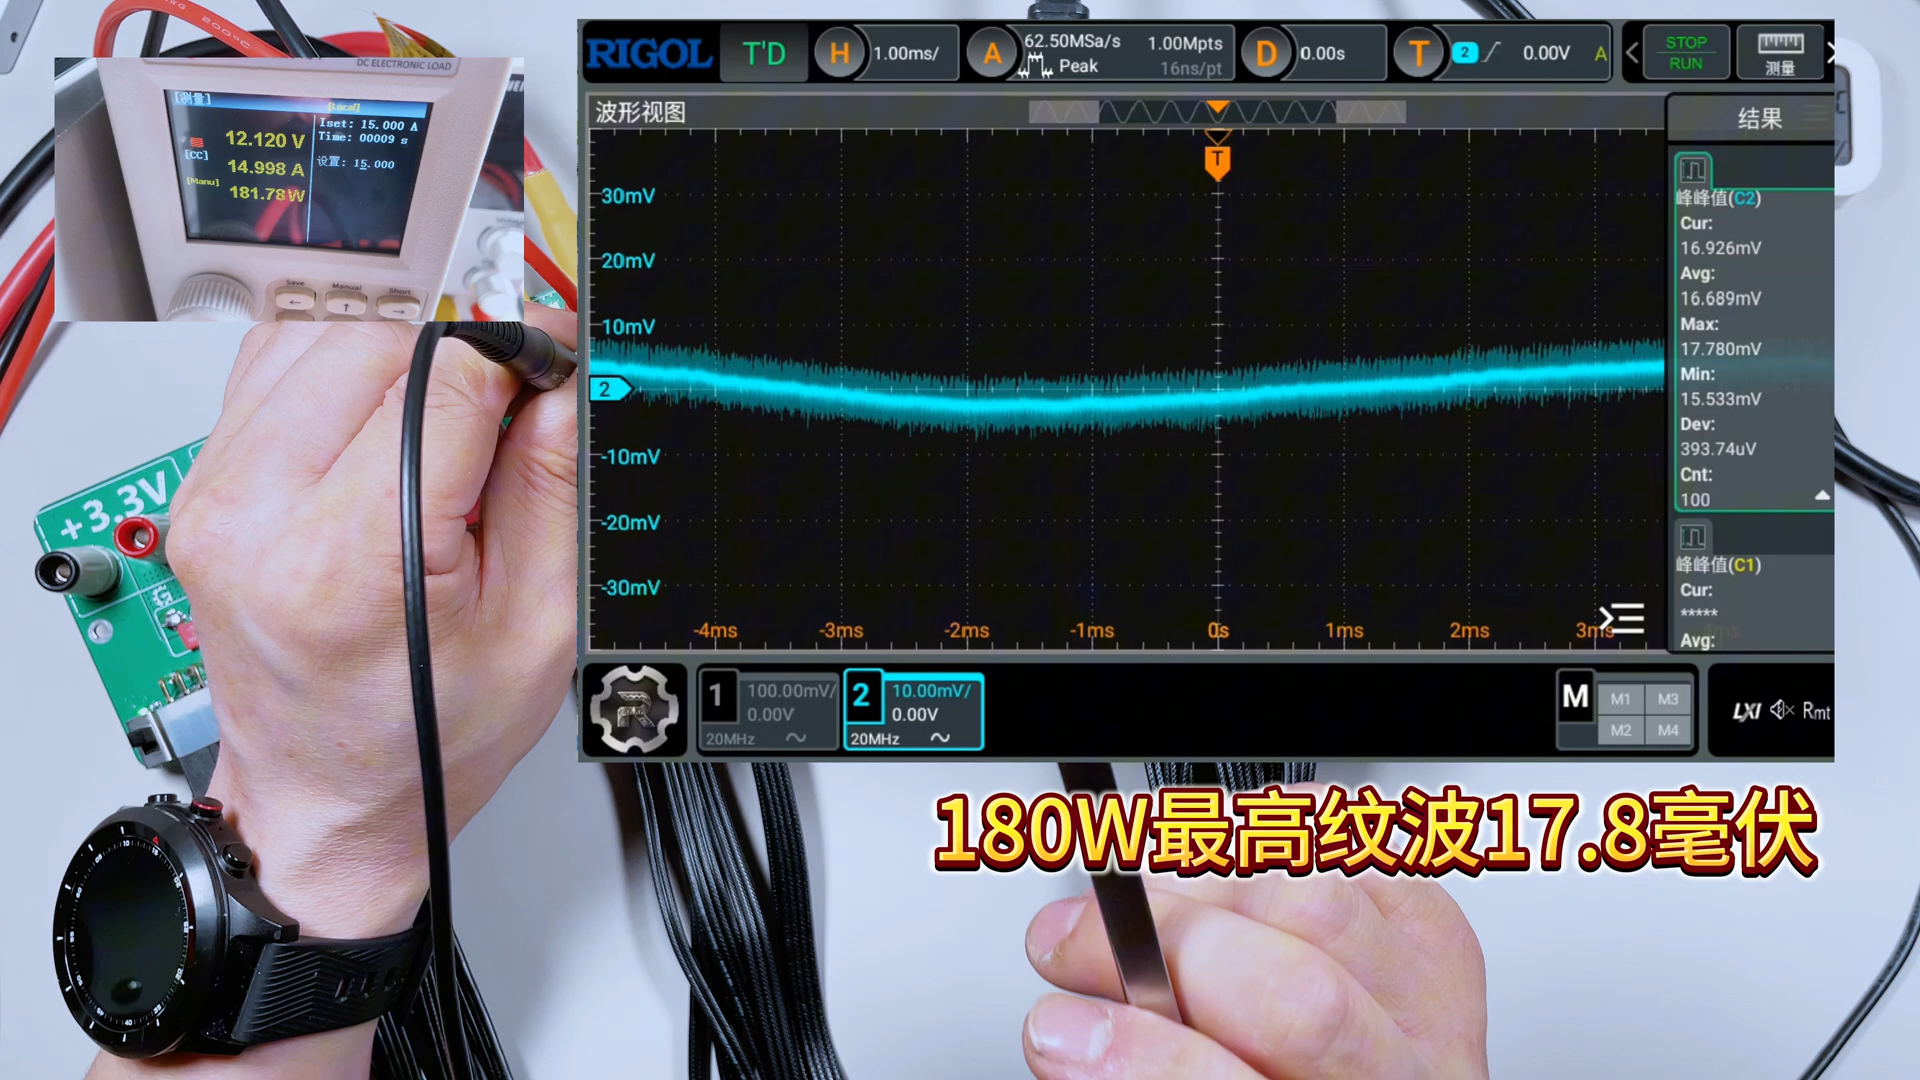 200℃
DC ELECTRONIC LOAD
[测量]
[Local]
12.120 V
[CC]
14.998 A
[Manu]
181.78W
Iset: 15.000 A
Time: 00009 s
设置: 15.000
Save
Manual
Short
+3.3V
RIGOL
T'D
H
1.00ms/
A
62.50MSa/s
Peak
1.00Mpts
16ns/pt
D
0.00s
T
2
0.00V
A
STOP
RUN
测量
波形视图
T
30mV
20mV
10mV
2
-10mV
-20mV
-30mV
-4ms
-3ms
-2ms
-1ms
0s
1ms
2ms
3ms
4ms
结果
峰峰值(C2)
Cur:
16.926mV
Avg:
16.689mV
Max:
17.780mV
Min:
15.533mV
Dev:
393.74uV
Cnt:
100
峰峰值(C1)
Cur:
*****
Avg:
R
1
100.00mV/
0.00V
20MHz
2
10.00mV/
0.00V
20MHz
M
M1
M3
M2
M4
LXI
Rmt
180W最高纹波17.8毫伏